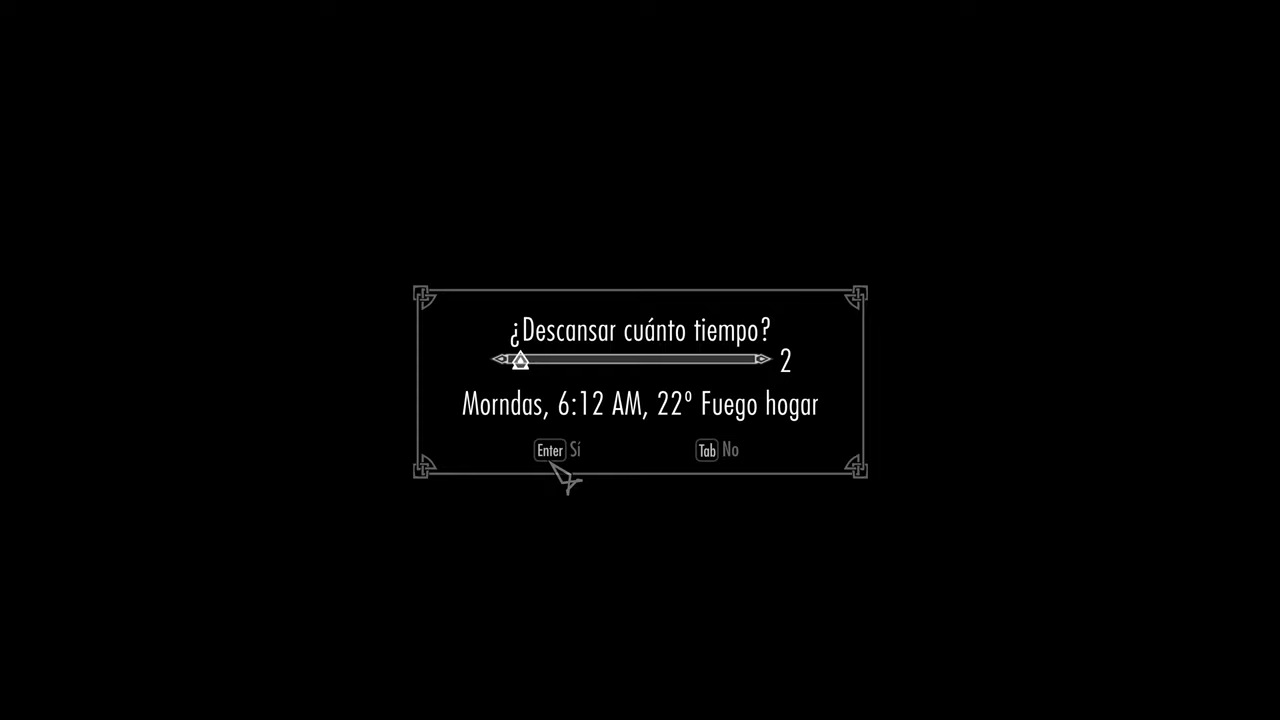 ¿Descansar cuánto tiempo?
2
Morndas, 6:12 AM, 22º Fuego hogar
Enter Sí Tab No